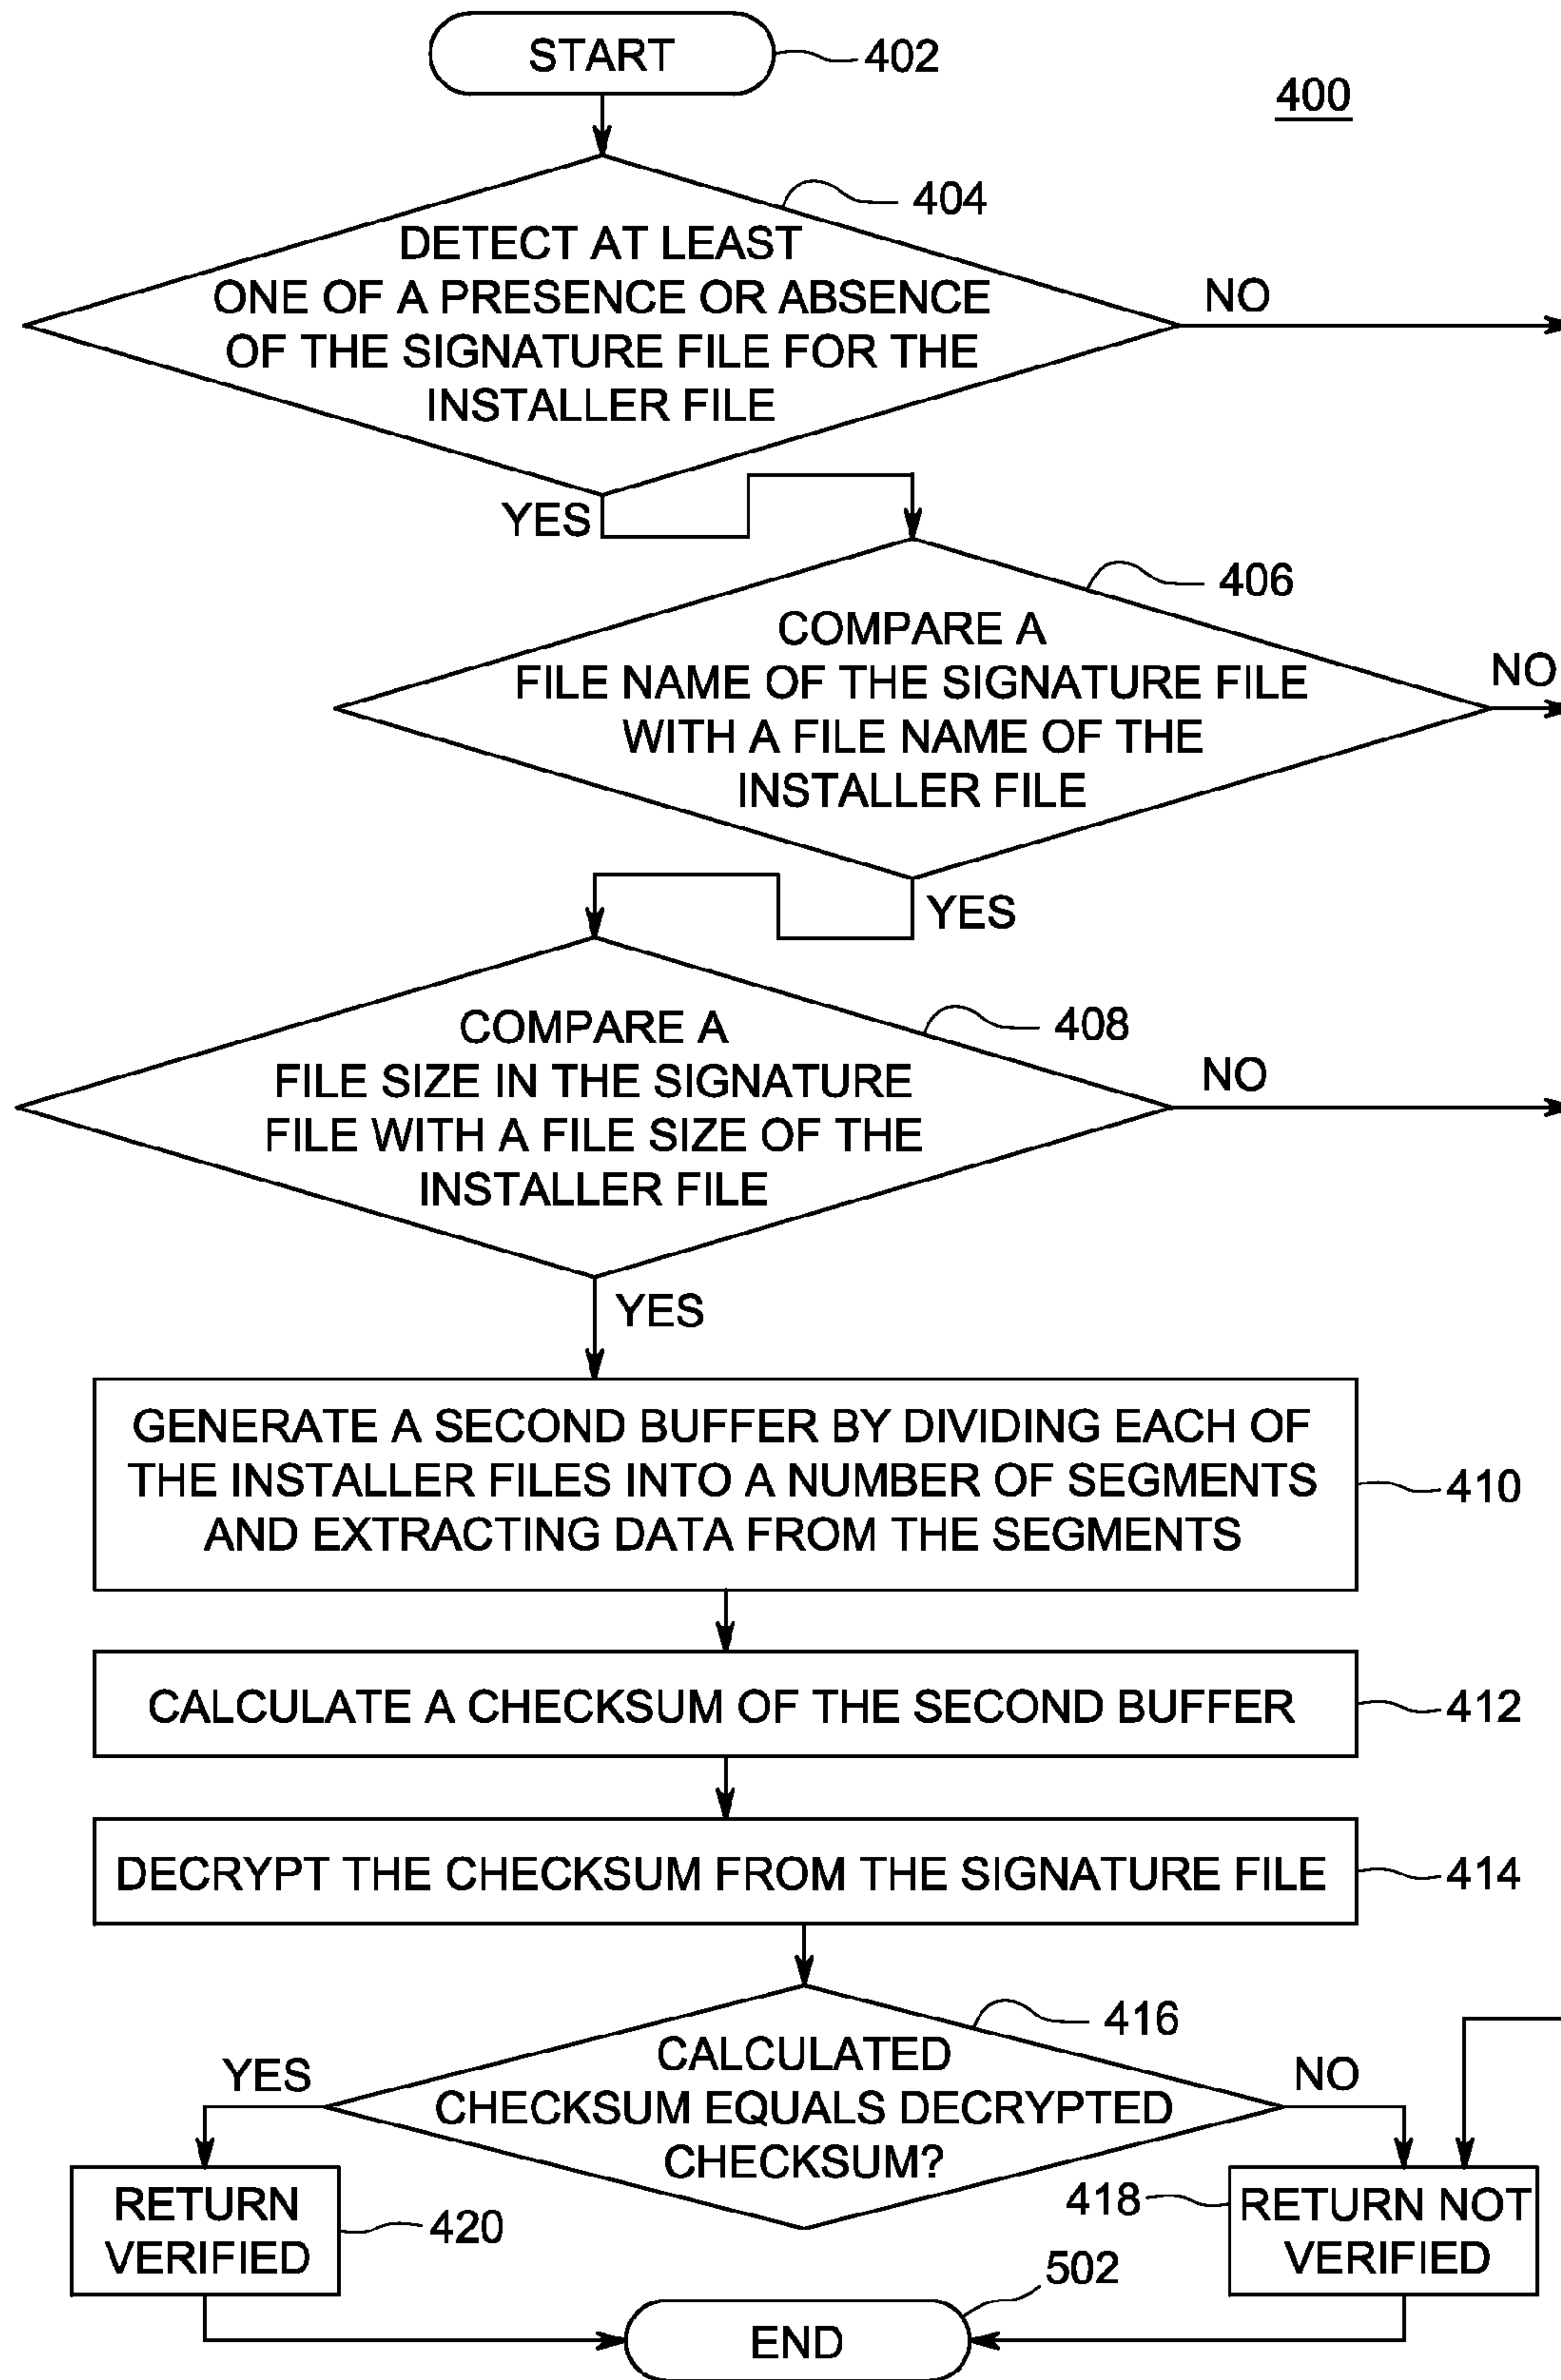 START
402
400
404
DETECT AT LEAST
ONE OF A PRESENCE OR ABSENCE
OF THE SIGNATURE FILE FOR THE
INSTALLER FILE
NO
YES
406
COMPARE A
FILE NAME OF THE SIGNATURE FILE
WITH A FILE NAME OF THE
INSTALLER FILE
NO
YES
408
COMPARE A
FILE SIZE IN THE SIGNATURE
FILE WITH A FILE SIZE OF THE
INSTALLER FILE
NO
YES
GENERATE A SECOND BUFFER BY DIVIDING EACH OF
THE INSTALLER FILES INTO A NUMBER OF SEGMENTS
AND EXTRACTING DATA FROM THE SEGMENTS
410
CALCULATE A CHECKSUM OF THE SECOND BUFFER
412
DECRYPT THE CHECKSUM FROM THE SIGNATURE FILE
414
416
CALCULATED
CHECKSUM EQUALS DECRYPTED
CHECKSUM?
YES
NO
RETURN
VERIFIED
420
418
RETURN NOT
VERIFIED
502
END